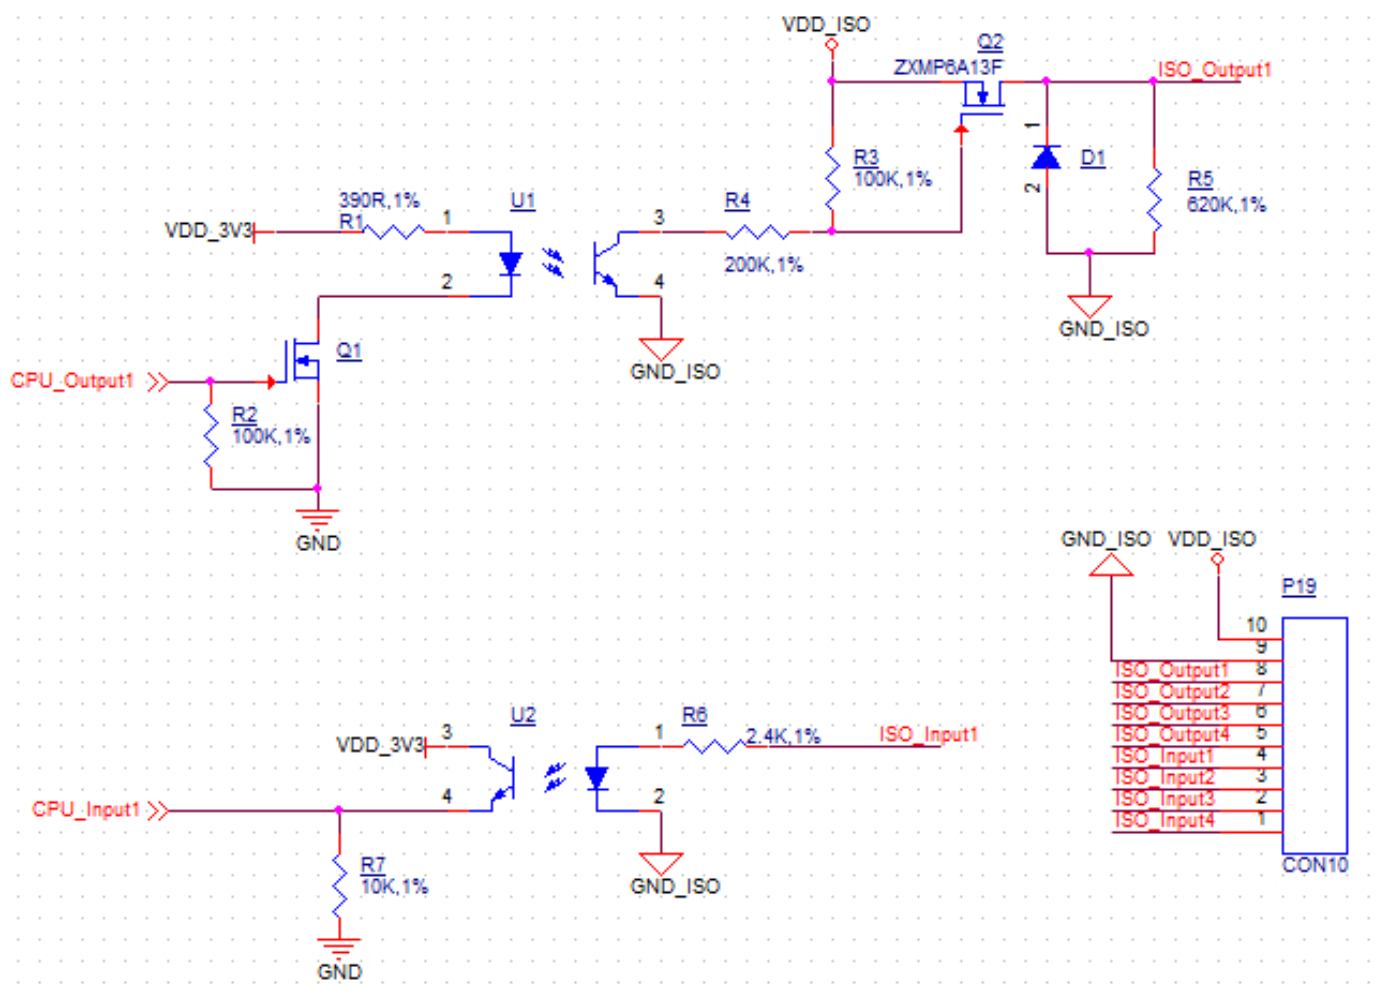 VDD_ISO
Q2
ZXMP6A13F
ISO_Output1
1
D1
2
R3
100K,1%
R5
620K,1%
390R,1%
R1
VDD_3V3
1
U1
3
R4
200K,1%
2
4
GND_ISO
GND_ISO
Q1
CPU_Output1
R2
100K,1%
GND
GND_ISO
VDD_ISO
P19
10
9
ISO_Output1 8
ISO_Output2 7
ISO_Output3 6
ISO_Output4 5
ISO_Input1 4
ISO_Input2 3
ISO_Input3 2
ISO_Input4 1
CON10
VDD_3V3
3
U2
1
R6
2.4K,1%
ISO_Input1
CPU_Input1
4
2
R7
10K,1%
GND_ISO
GND